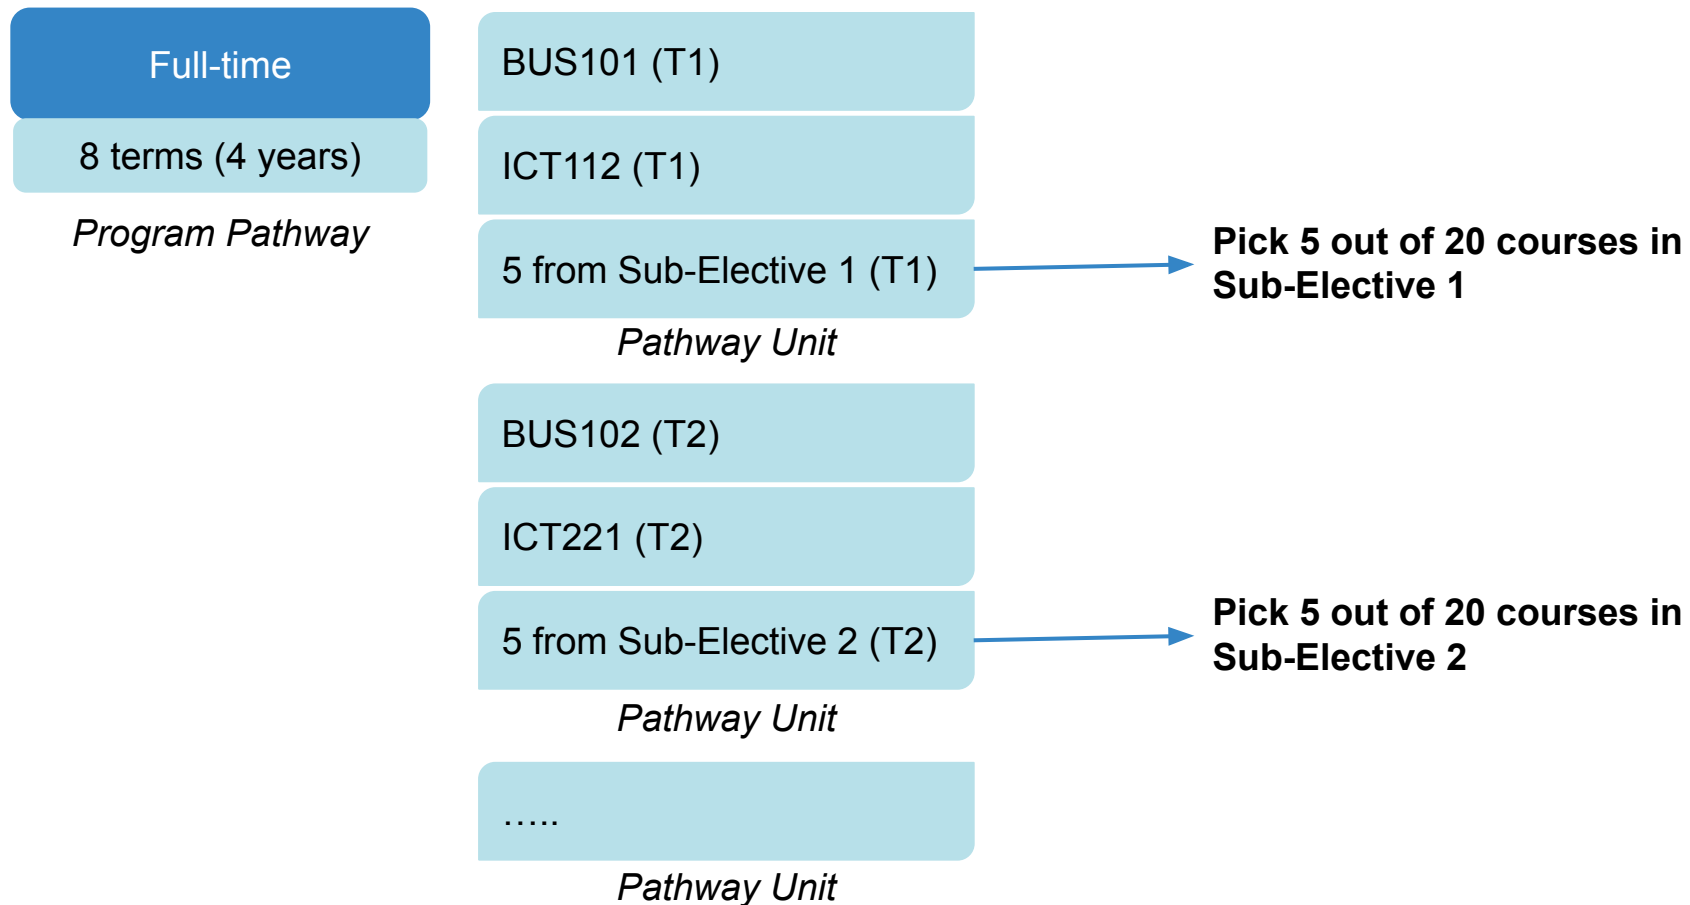 Full-time
8 terms (4 years)
Program Pathway
BUS101 (T1)
ICT112 (T1)
5 from Sub-Elective 1 (T1)
Pick 5 out of 20 courses in
Sub-Elective 1
Pathway Unit
BUS102 (T2)
ICT221 (T2)
5 from Sub-Elective 2 (T2)
Pick 5 out of 20 courses in
Sub-Elective 2
Pathway Unit
…..
Pathway Unit